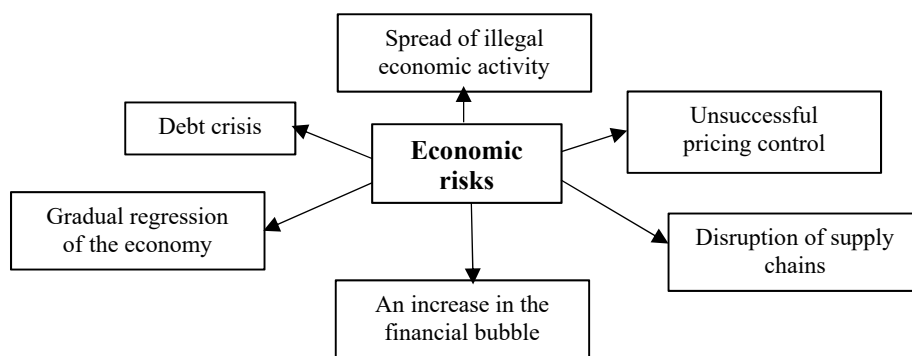 Spread of illegal
economic activity
Debt crisis
Economic
risks
Unsuccessful
pricing control
Gradual regression
of the economy
Disruption of supply
chains
An increase in the
financial bubble